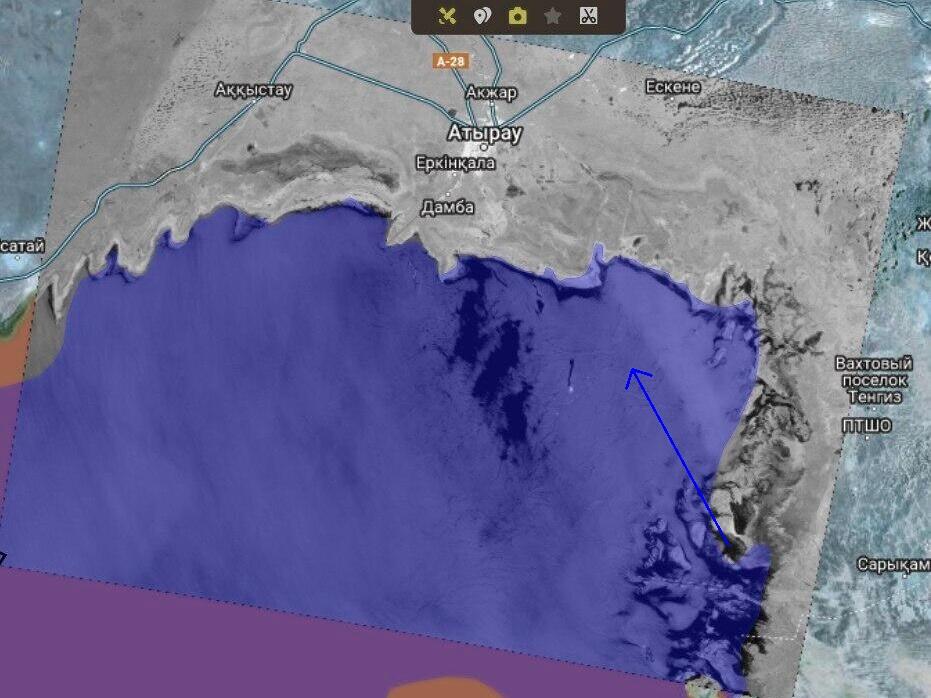 A-28
Аққыстау
Акжар
Ескене
Атырау
Еркінқала
Дамба
сатай
Ж
Қ
Вахтовый
поселок
Тенгиз
ПТШО
Сарықам